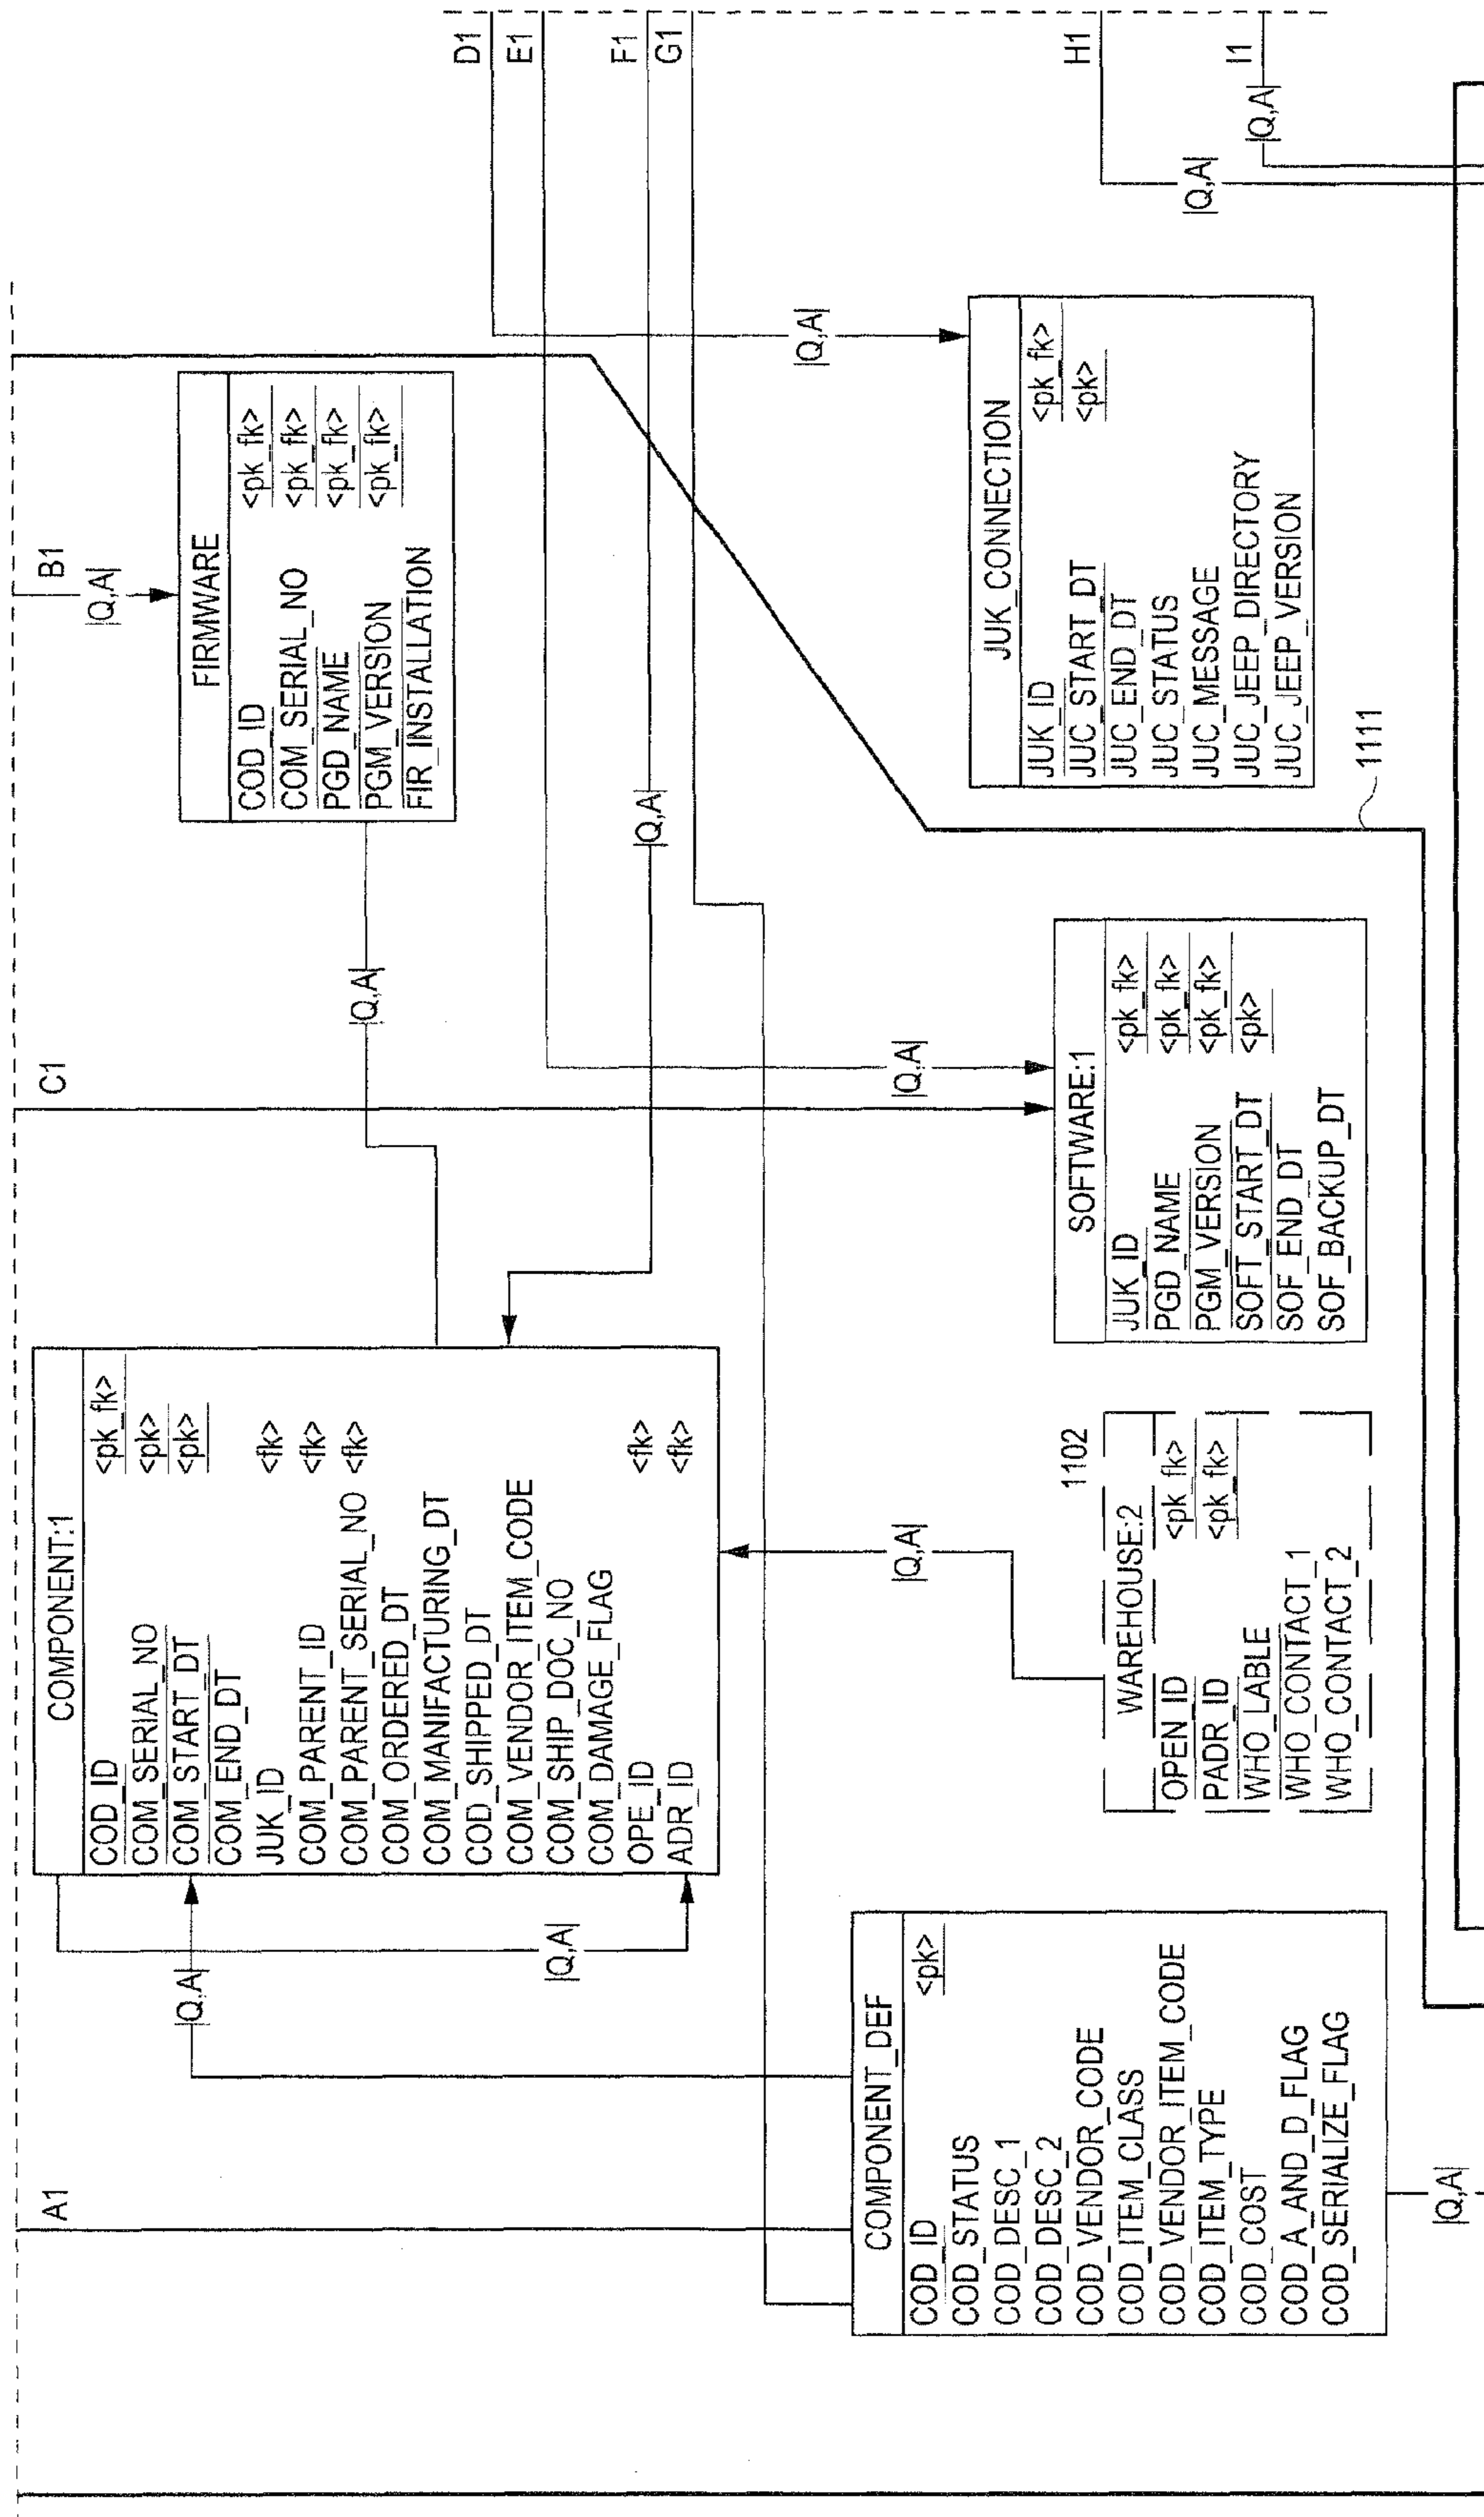 A1
C1
B1
|Q,A|
COMPONENT:1
COD_ID <pk_fk>
COM_SERIAL_NO <pk>
COM_START_DT <pk>
COM_END_DT
JUK_ID <fk>
COM_PARENT_ID <fk>
COM_PARENT_SERIAL_NO <fk>
COM_ORDERED_DT
COM_MANIFACTURING_DT
COD_SHIPPED_DT
COM_VENDOR_ITEM_CODE
COM_SHIP_DOC_NO
COM_DAMAGE_FLAG
OPE_ID <fk>
ADR_ID <fk>
|Q,A|
|Q,A|
FIRMWARE
COD_ID <pk_fk>
COM_SERIAL_NO <pk_fk>
PGD_NAME <pk_fk>
PGM_VERSION <pk_fk>
FIR_INSTALLATION
|Q,A|
D1
E1
F1
G1
|Q,A|
|Q,A|
|Q,A|
|Q,A|
COMPONENT_DEF
COD_ID <pk>
COD_STATUS
COD_DESC_1
COD_DESC_2
COD_VENDOR_CODE
COD_ITEM_CLASS
COD_VENDOR_ITEM_CODE
COD_ITEM_TYPE
COD_COST
COD_A_AND_D_FLAG
COD_SERIALIZE_FLAG
|Q,A|
1102
WAREHOUSE:2
OPEN_ID <pk_fk>
PADR_ID <pk_fk>
WHO_LABLE
WHO_CONTACT_1
WHO_CONTACT_2
SOFTWARE:1
JUK_ID <pk_fk>
PGD_NAME <pk_fk>
PGM_VERSION <pk_fk>
SOFT_START_DT <pk>
SOF_END_DT
SOF_BACKUP_DT
JUK_CONNECTION
JUK_ID <pk_fk>
JUC_START_DT <pk>
JUC_END_DT
JUC_STATUS
JUC_MESSAGE
JUC_JEEP_DIRECTORY
JUC_JEEP_VERSION
1111
H1
|Q,A|
I1
|Q,A|